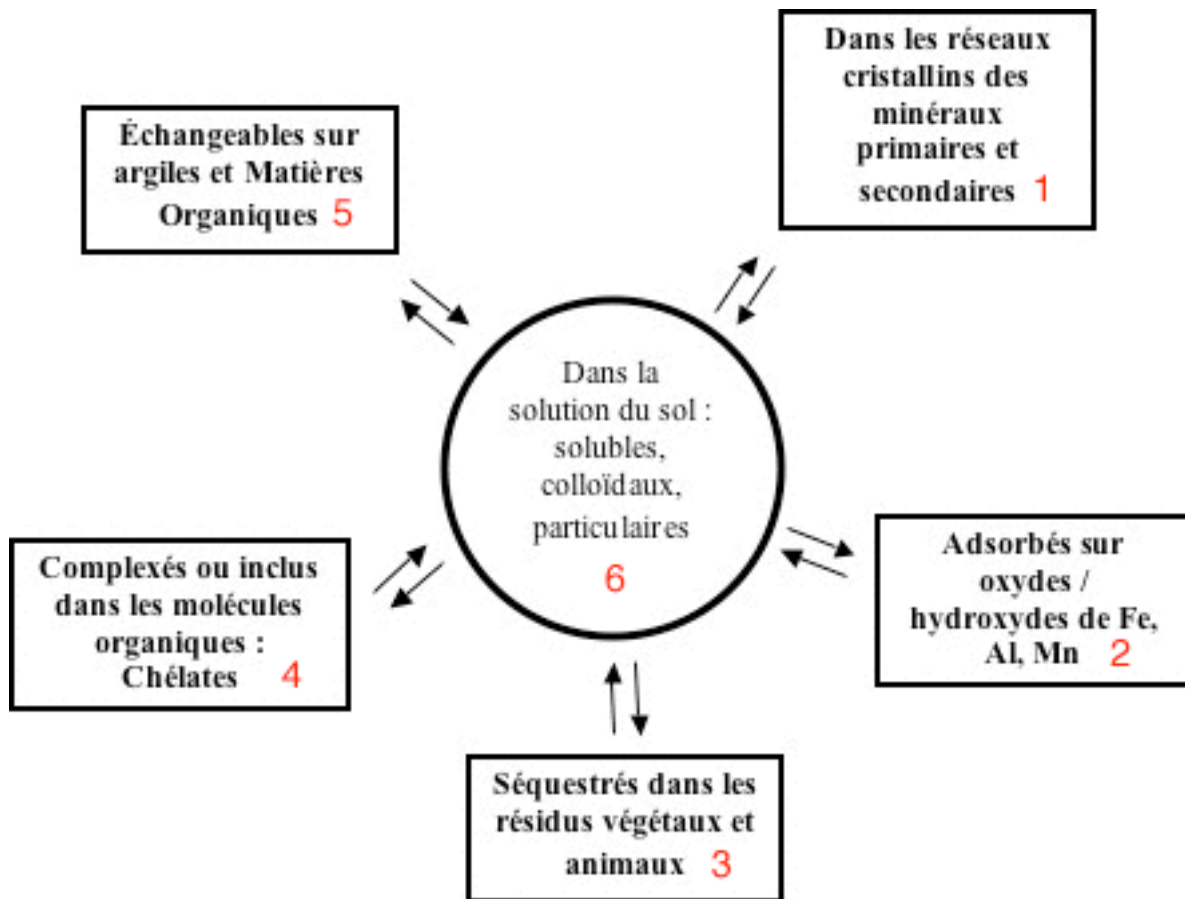 Dans les réseaux
cristallins des
minéraux
primaires et
secondaires 1
Échangeables sur
argiles et Matières
Organiques 5
Dans la
solution du sol :
solubles,
colloïdaux,
particulaires
6
Adsorbés sur
oxydes /
hydroxydes de Fe,
Al, Mn 2
Complexés ou inclus
dans les molécules
organiques :
Chélates 4
Séquestrés dans les
résidus végétaux et
animaux 3